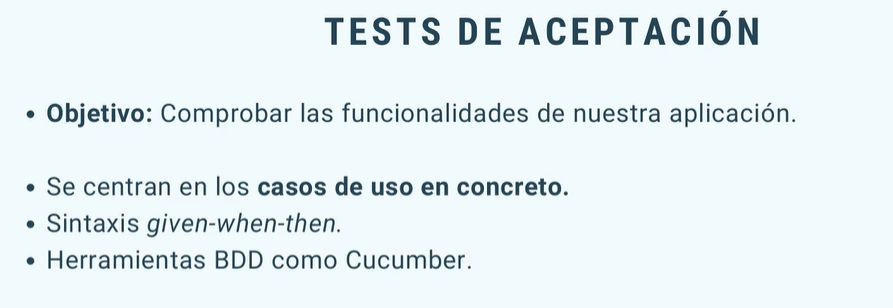 TESTS DE ACEPTACIÓN
• Objetivo: Comprobar las funcionalidades de nuestra aplicación.
• Se centran en los casos de uso en concreto.
• Sintaxis given-when-then.
• Herramientas BDD como Cucumber.